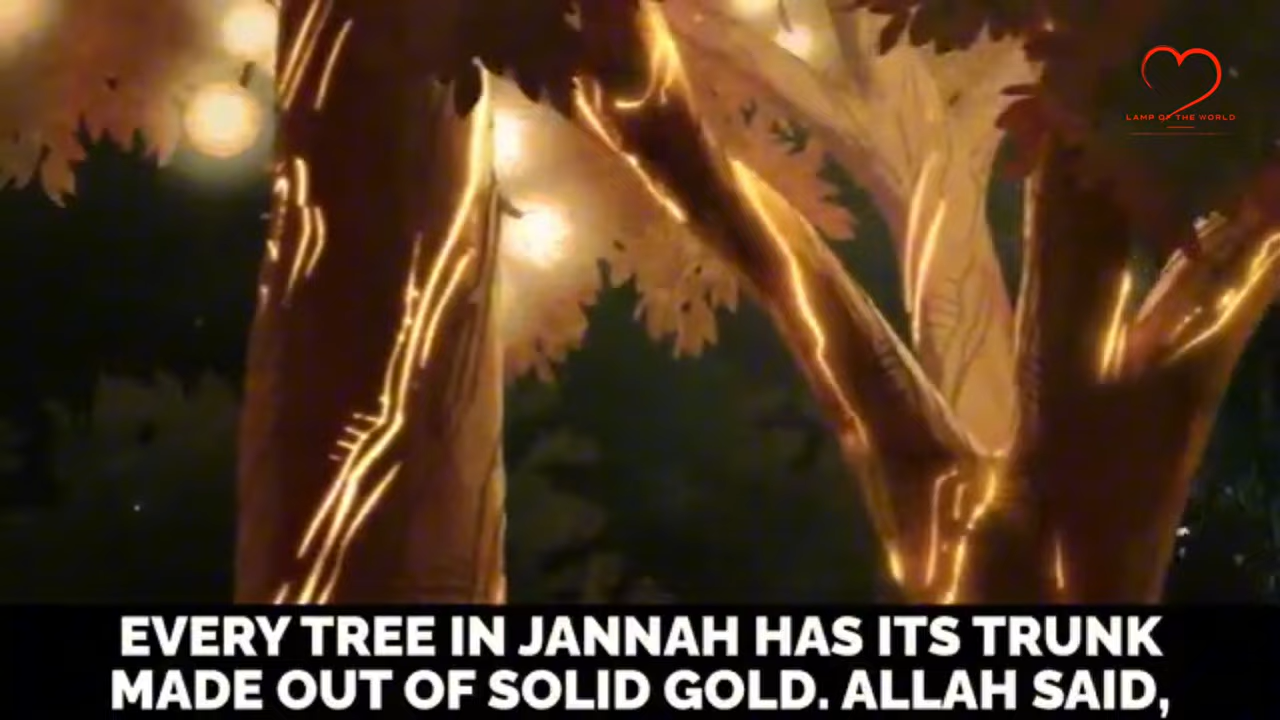 LAMP OF THE WORLD
EVERY TREE IN JANNAH HAS ITS TRUNK
MADE OUT OF SOLID GOLD. ALLAH SAID,